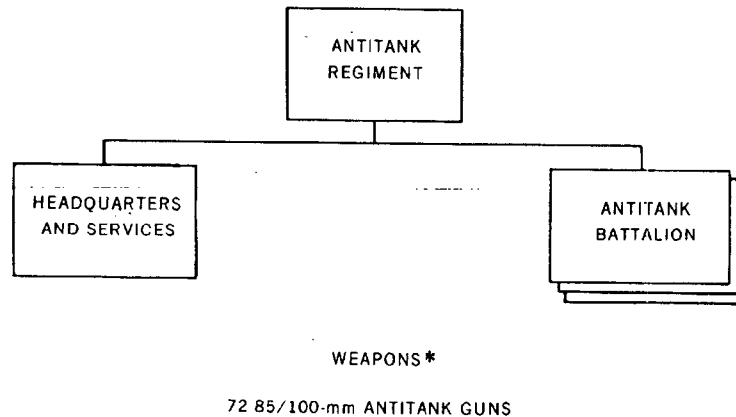 ANTITANK
REGIMENT
HEADQUARTERS
AND SERVICES
ANTITANK
BATTALION
WEAPONS*
72 85/100-mm ANTITANK GUNS